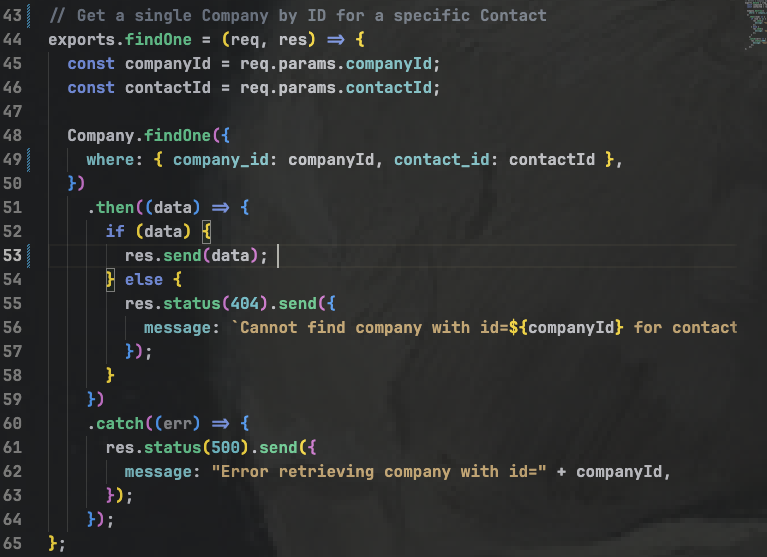 43 // Get a single Company by ID for a specific Contact
44 exports.findOne = (req, res) => {
45   const companyId = req.params.companyId;
46   const contactId = req.params.contactId;
47
48   Company.findOne({
49     where: { company_id: companyId, contact_id: contactId },
50   })
51     .then((data) => {
52       if (data) {
53         res.send(data);
54       } else {
55         res.status(404).send({
56           message: `Cannot find company with id=${companyId} for contact
57         });
58       }
59     })
60     .catch((err) => {
61       res.status(500).send({
62         message: "Error retrieving company with id=" + companyId,
63       });
64     });
65 };